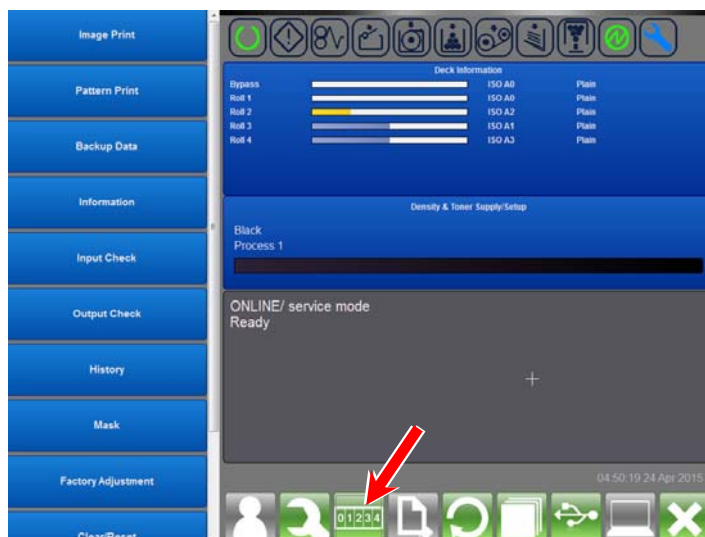 Image Print
Pattern Print
Backup Data
Information
Input Check
Output Check
History
Mask
Factory Adjustment
Clear/Reset
Deck Information
Bypass ISO A0 Plain
Roll 1 ISO A0 Plain
Roll 2 ISO A2 Plain
Roll 3 ISO A1 Plain
Roll 4 ISO A3 Plain
Density & Toner Supply/Setup
Black
Process 1
ONLINE/ service mode
Ready
04:50:19 24 Apr 2015
01234